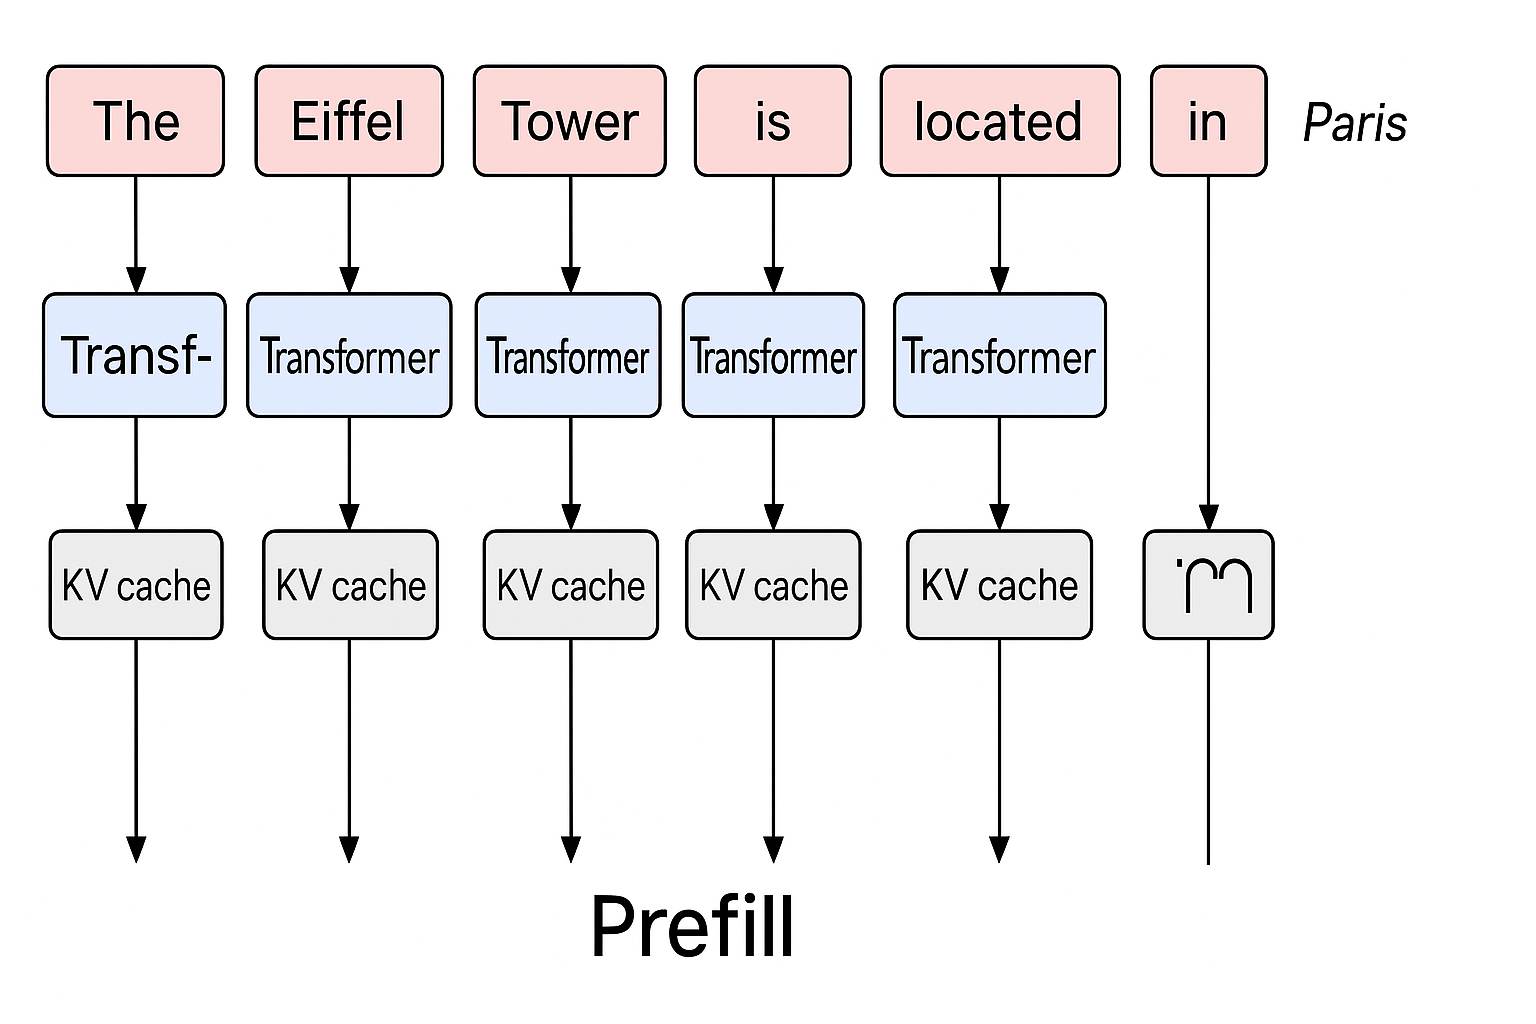 The Eiffel Tower is located in Paris
Transf- Transformer Transformer Transformer Transformer
KV cache KV cache KV cache KV cache KV cache
Prefill